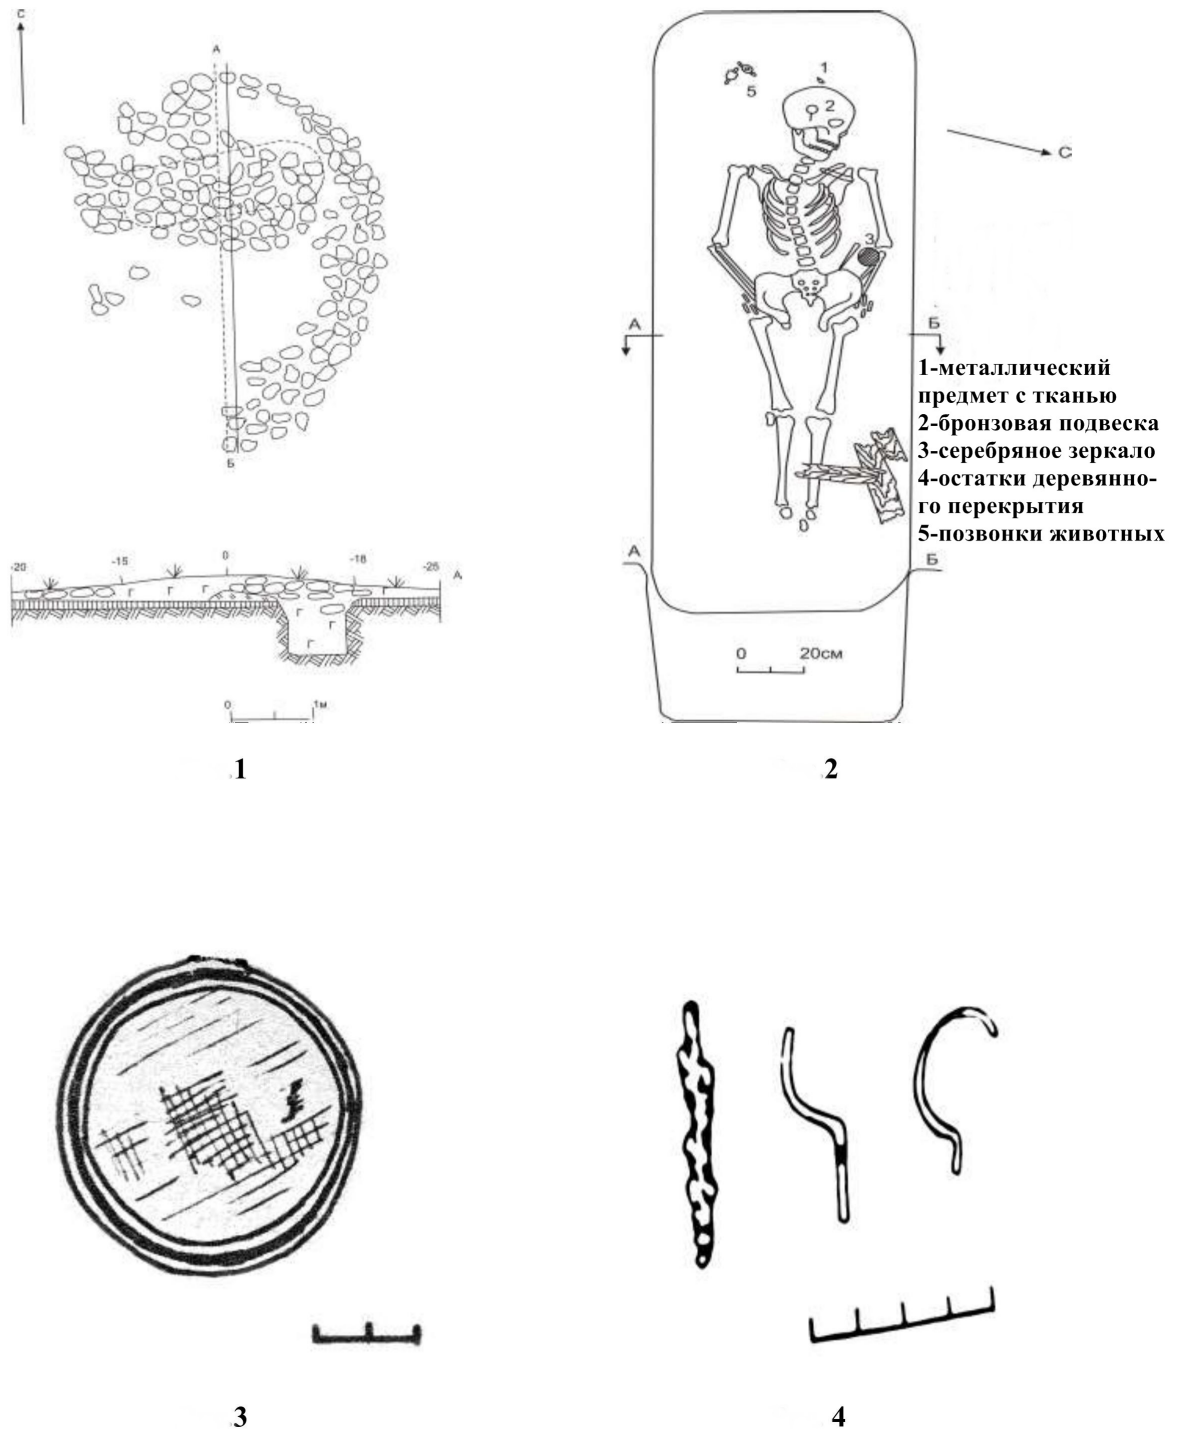 С
А
Б
-20
-15
0
-18
-25
А
Г
Г
Г
Г
Г
Г
0
1м
1
1
2
5
3
С
А
Б
1-металлический
предмет с тканью
2-бронзовая подвеска
3-серебряное зеркало
4-остатки деревянно-
го перекрытия
5-позвонки животных
А
Б
0
20см
2
3
4